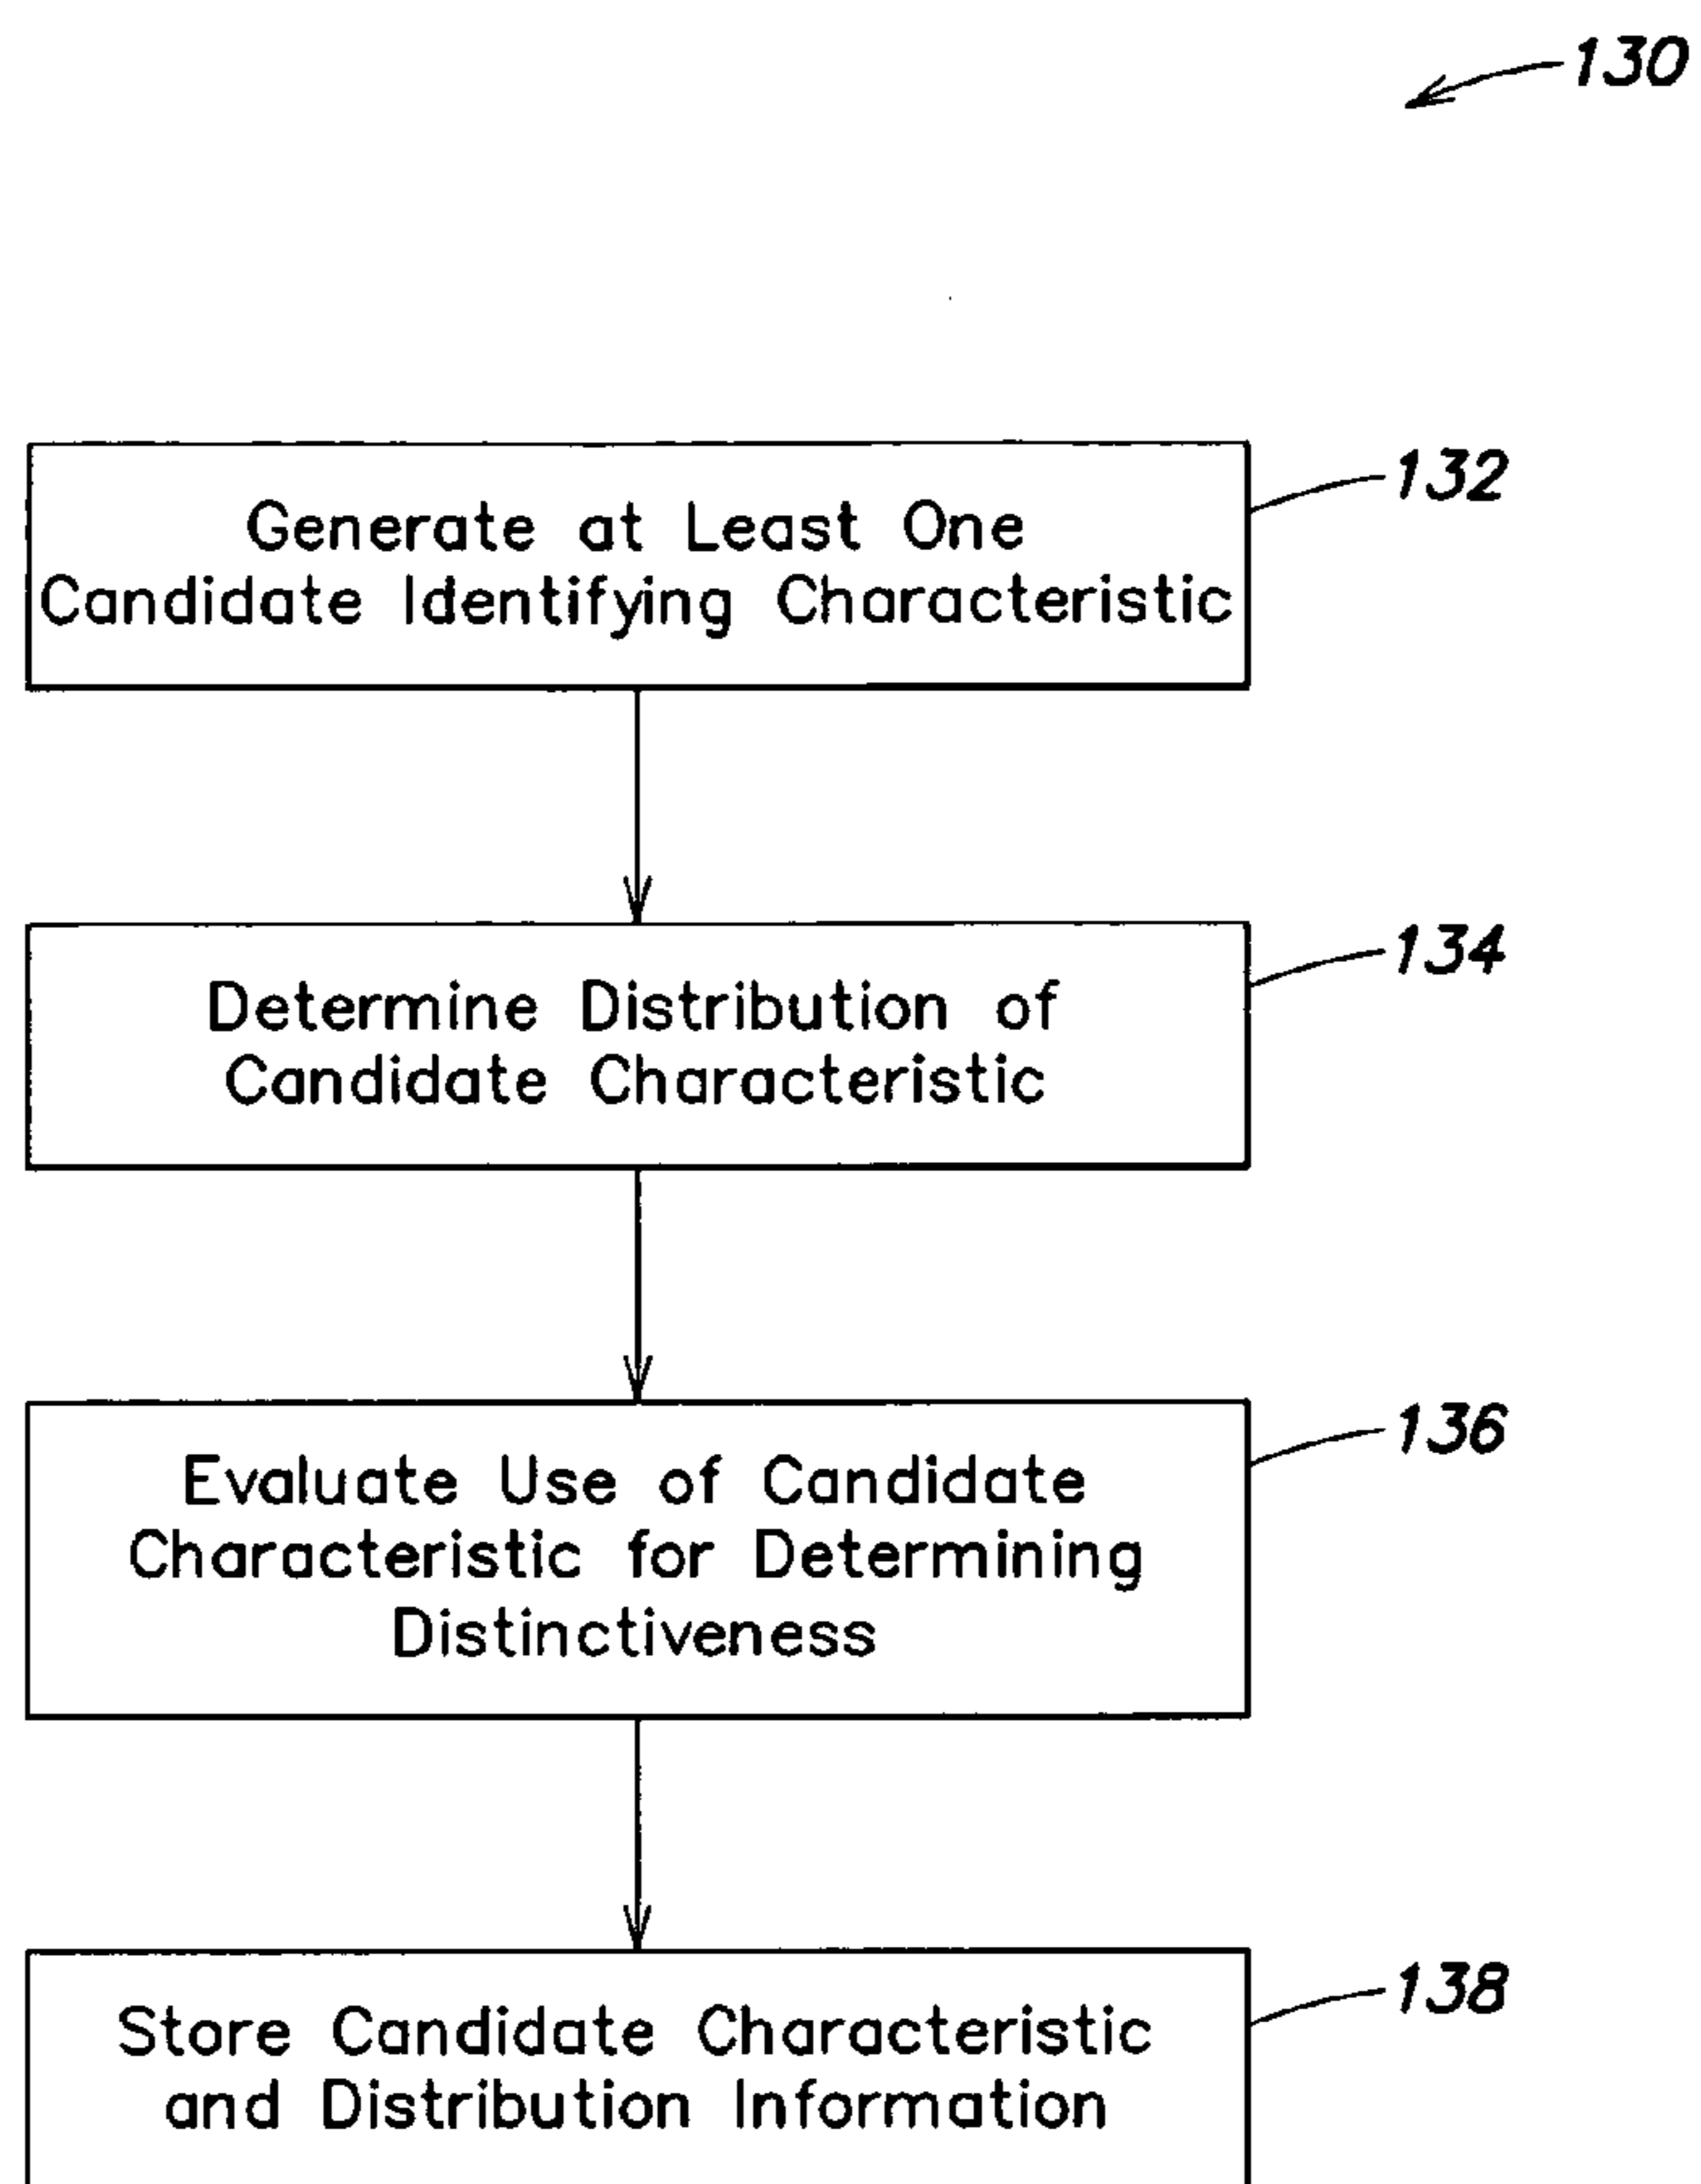 130
Generate at Least One
Candidate Identifying Characteristic
132
Determine Distribution of
Candidate Characteristic
134
Evaluate Use of Candidate
Characteristic for Determining
Distinctiveness
136
Store Candidate Characteristic
and Distribution Information
138